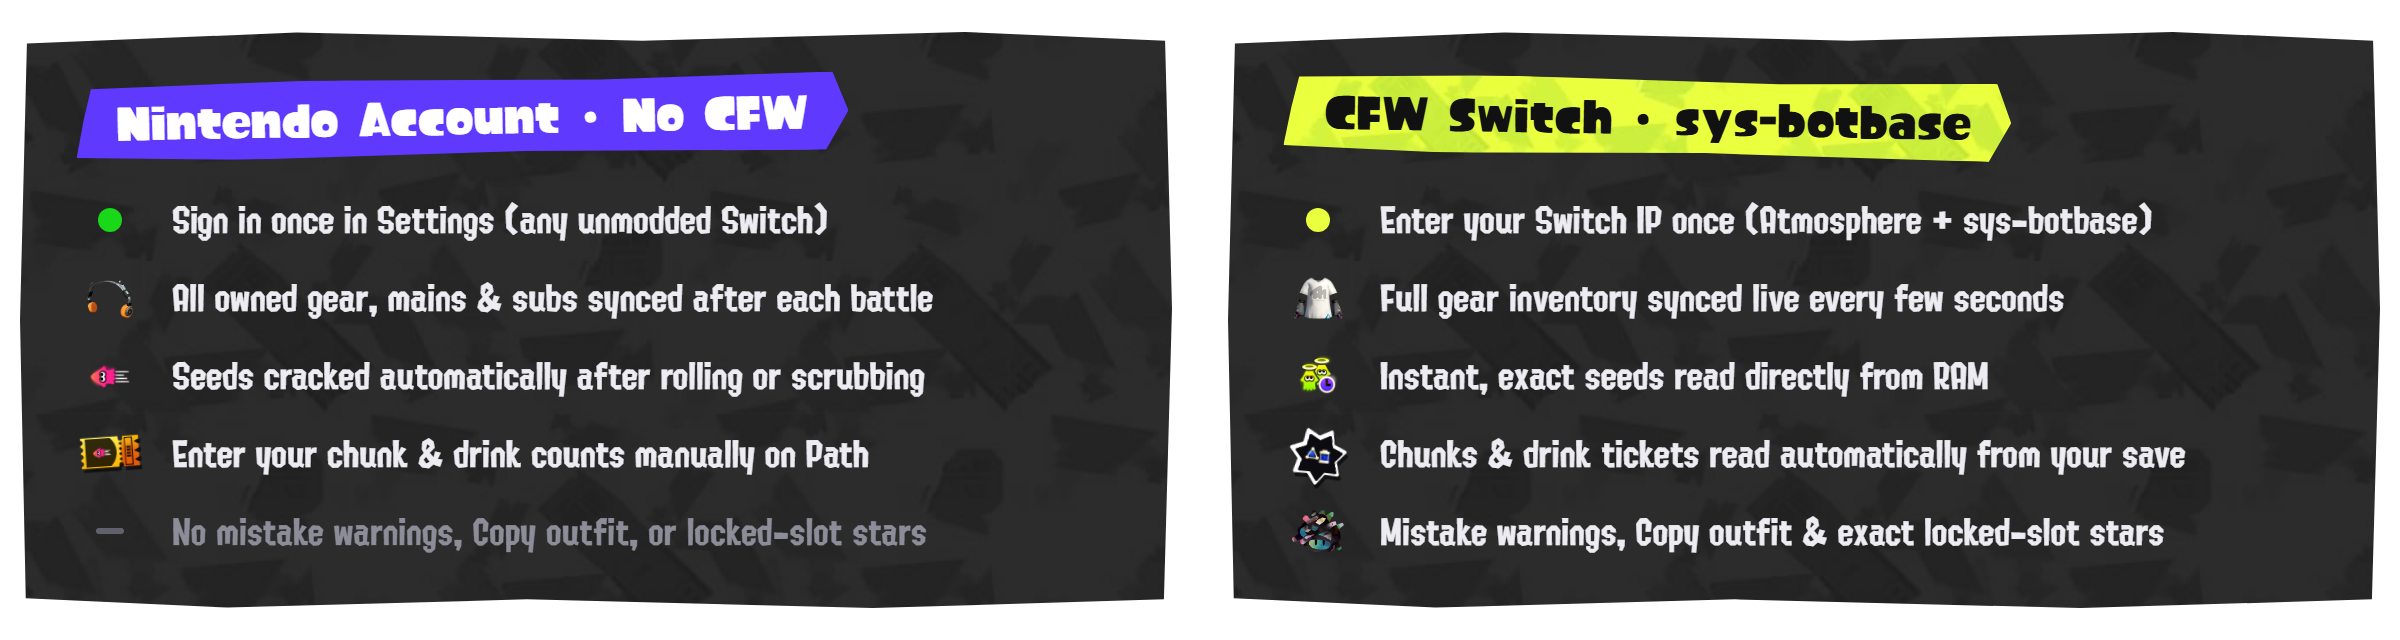 Nintendo Account · No CFW
Sign in once in Settings (any unmodded Switch)
All owned gear, mains & subs synced after each battle
Seeds cracked automatically after rolling or scrubbing
Enter your chunk & drink counts manually on Path
No mistake warnings, Copy outfit, or locked-slot stars
CFW Switch · sys-botbase
Enter your Switch IP once (Atmosphere + sys-botbase)
Full gear inventory synced live every few seconds
Instant, exact seeds read directly from RAM
Chunks & drink tickets read automatically from your save
Mistake warnings, Copy outfit & exact locked-slot stars